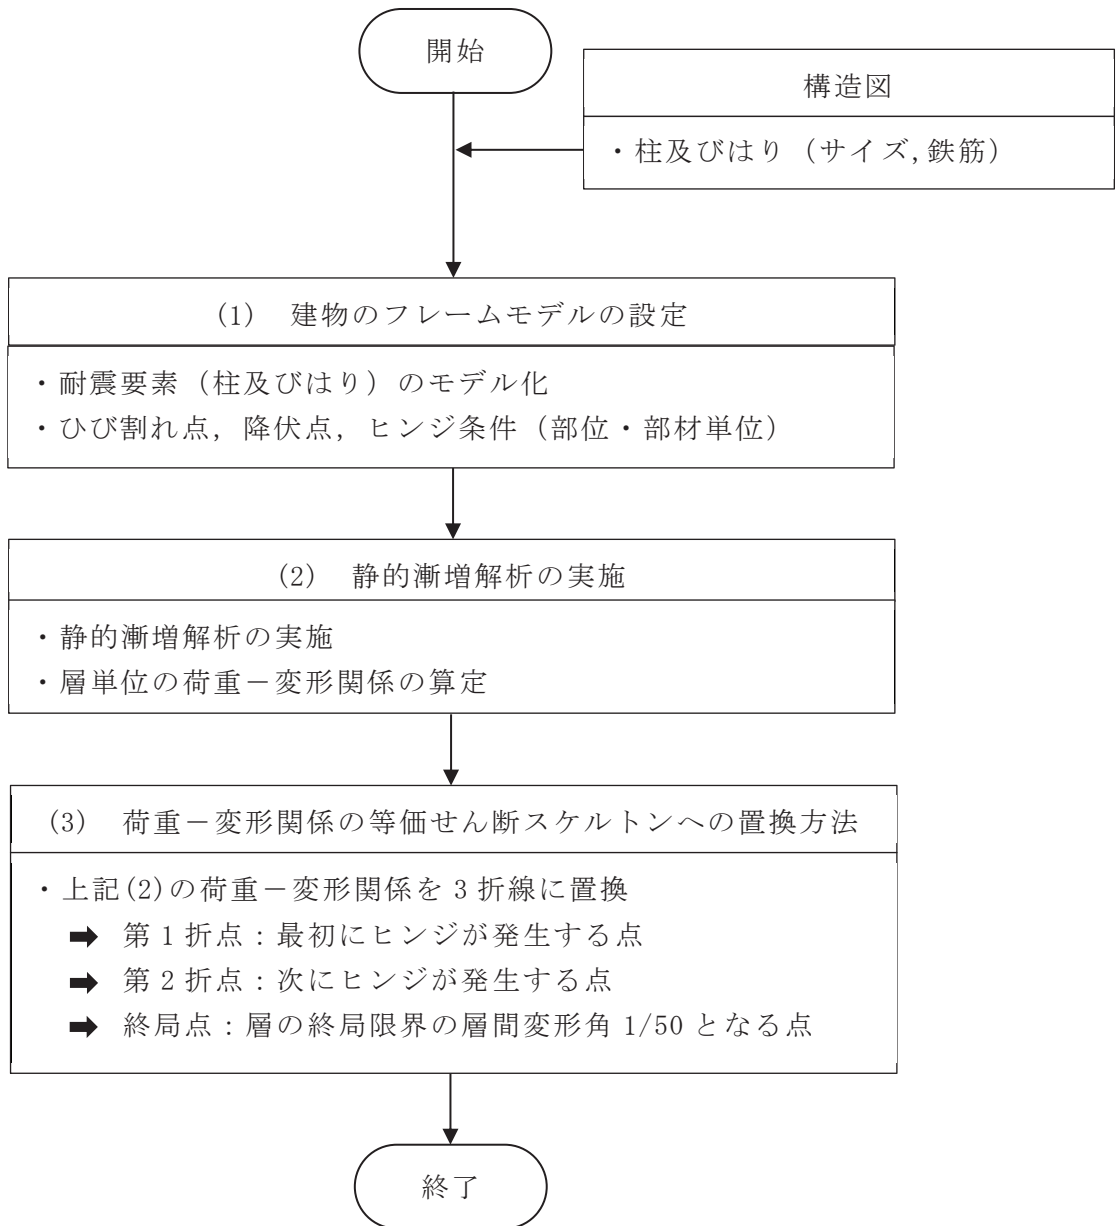 開始
構造図
・柱及びはり（サイズ,鉄筋）
(1)　建物のフレームモデルの設定
・耐震要素（柱及びはり）のモデル化
・ひび割れ点，降伏点，ヒンジ条件（部位・部材単位）
(2)　静的漸増解析の実施
・静的漸増解析の実施
・層単位の荷重－変形関係の算定
(3)　荷重－変形関係の等価せん断スケルトンへの置換方法
・上記(2)の荷重－変形関係を 3 折線に置換
➡ 第 1 折点：最初にヒンジが発生する点
➡ 第 2 折点：次にヒンジが発生する点
➡ 終局点：層の終局限界の層間変形角 1/50 となる点
終了